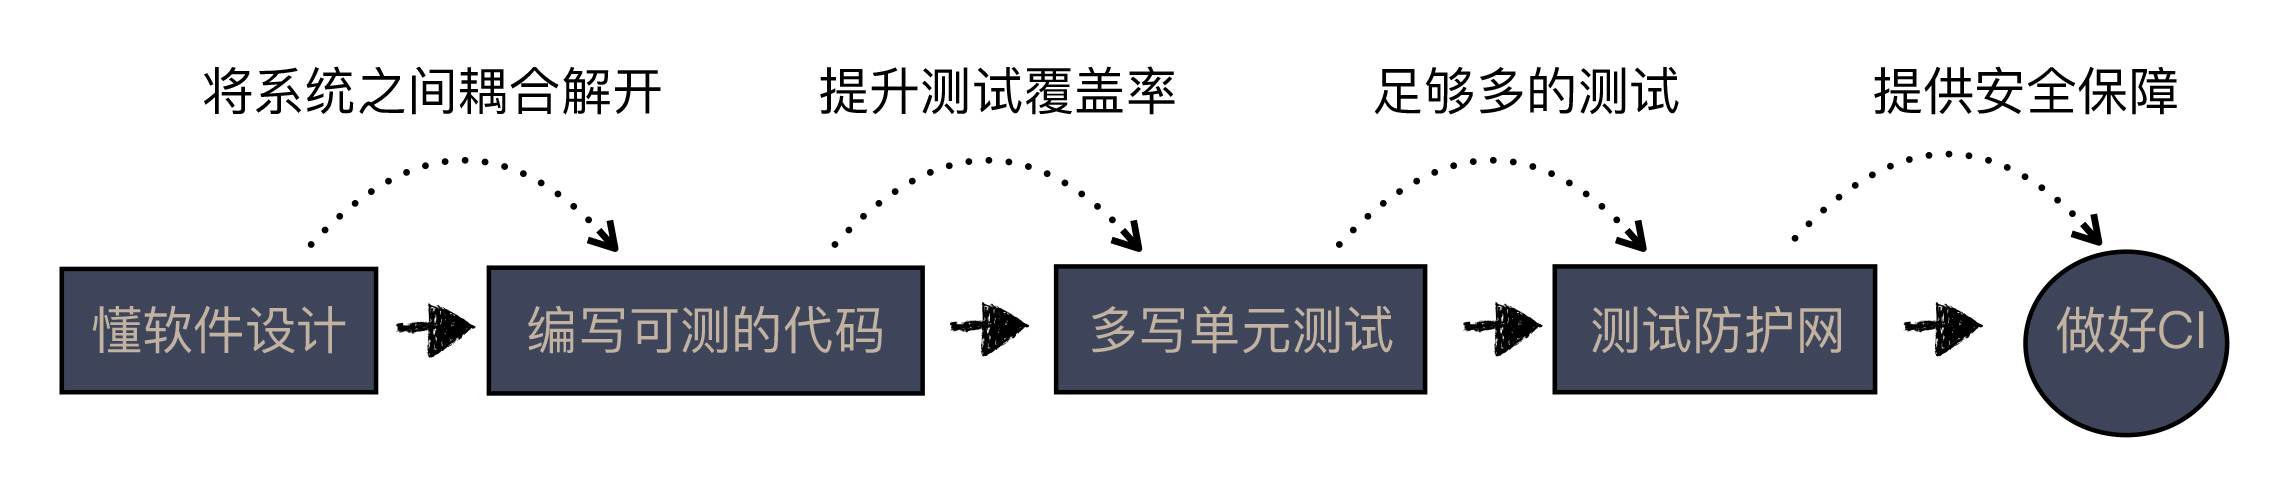 将系统之间耦合解开
提升测试覆盖率
足够多的测试
提供安全保障
懂软件设计
编写可测的代码
多写单元测试
测试防护网
做好CI